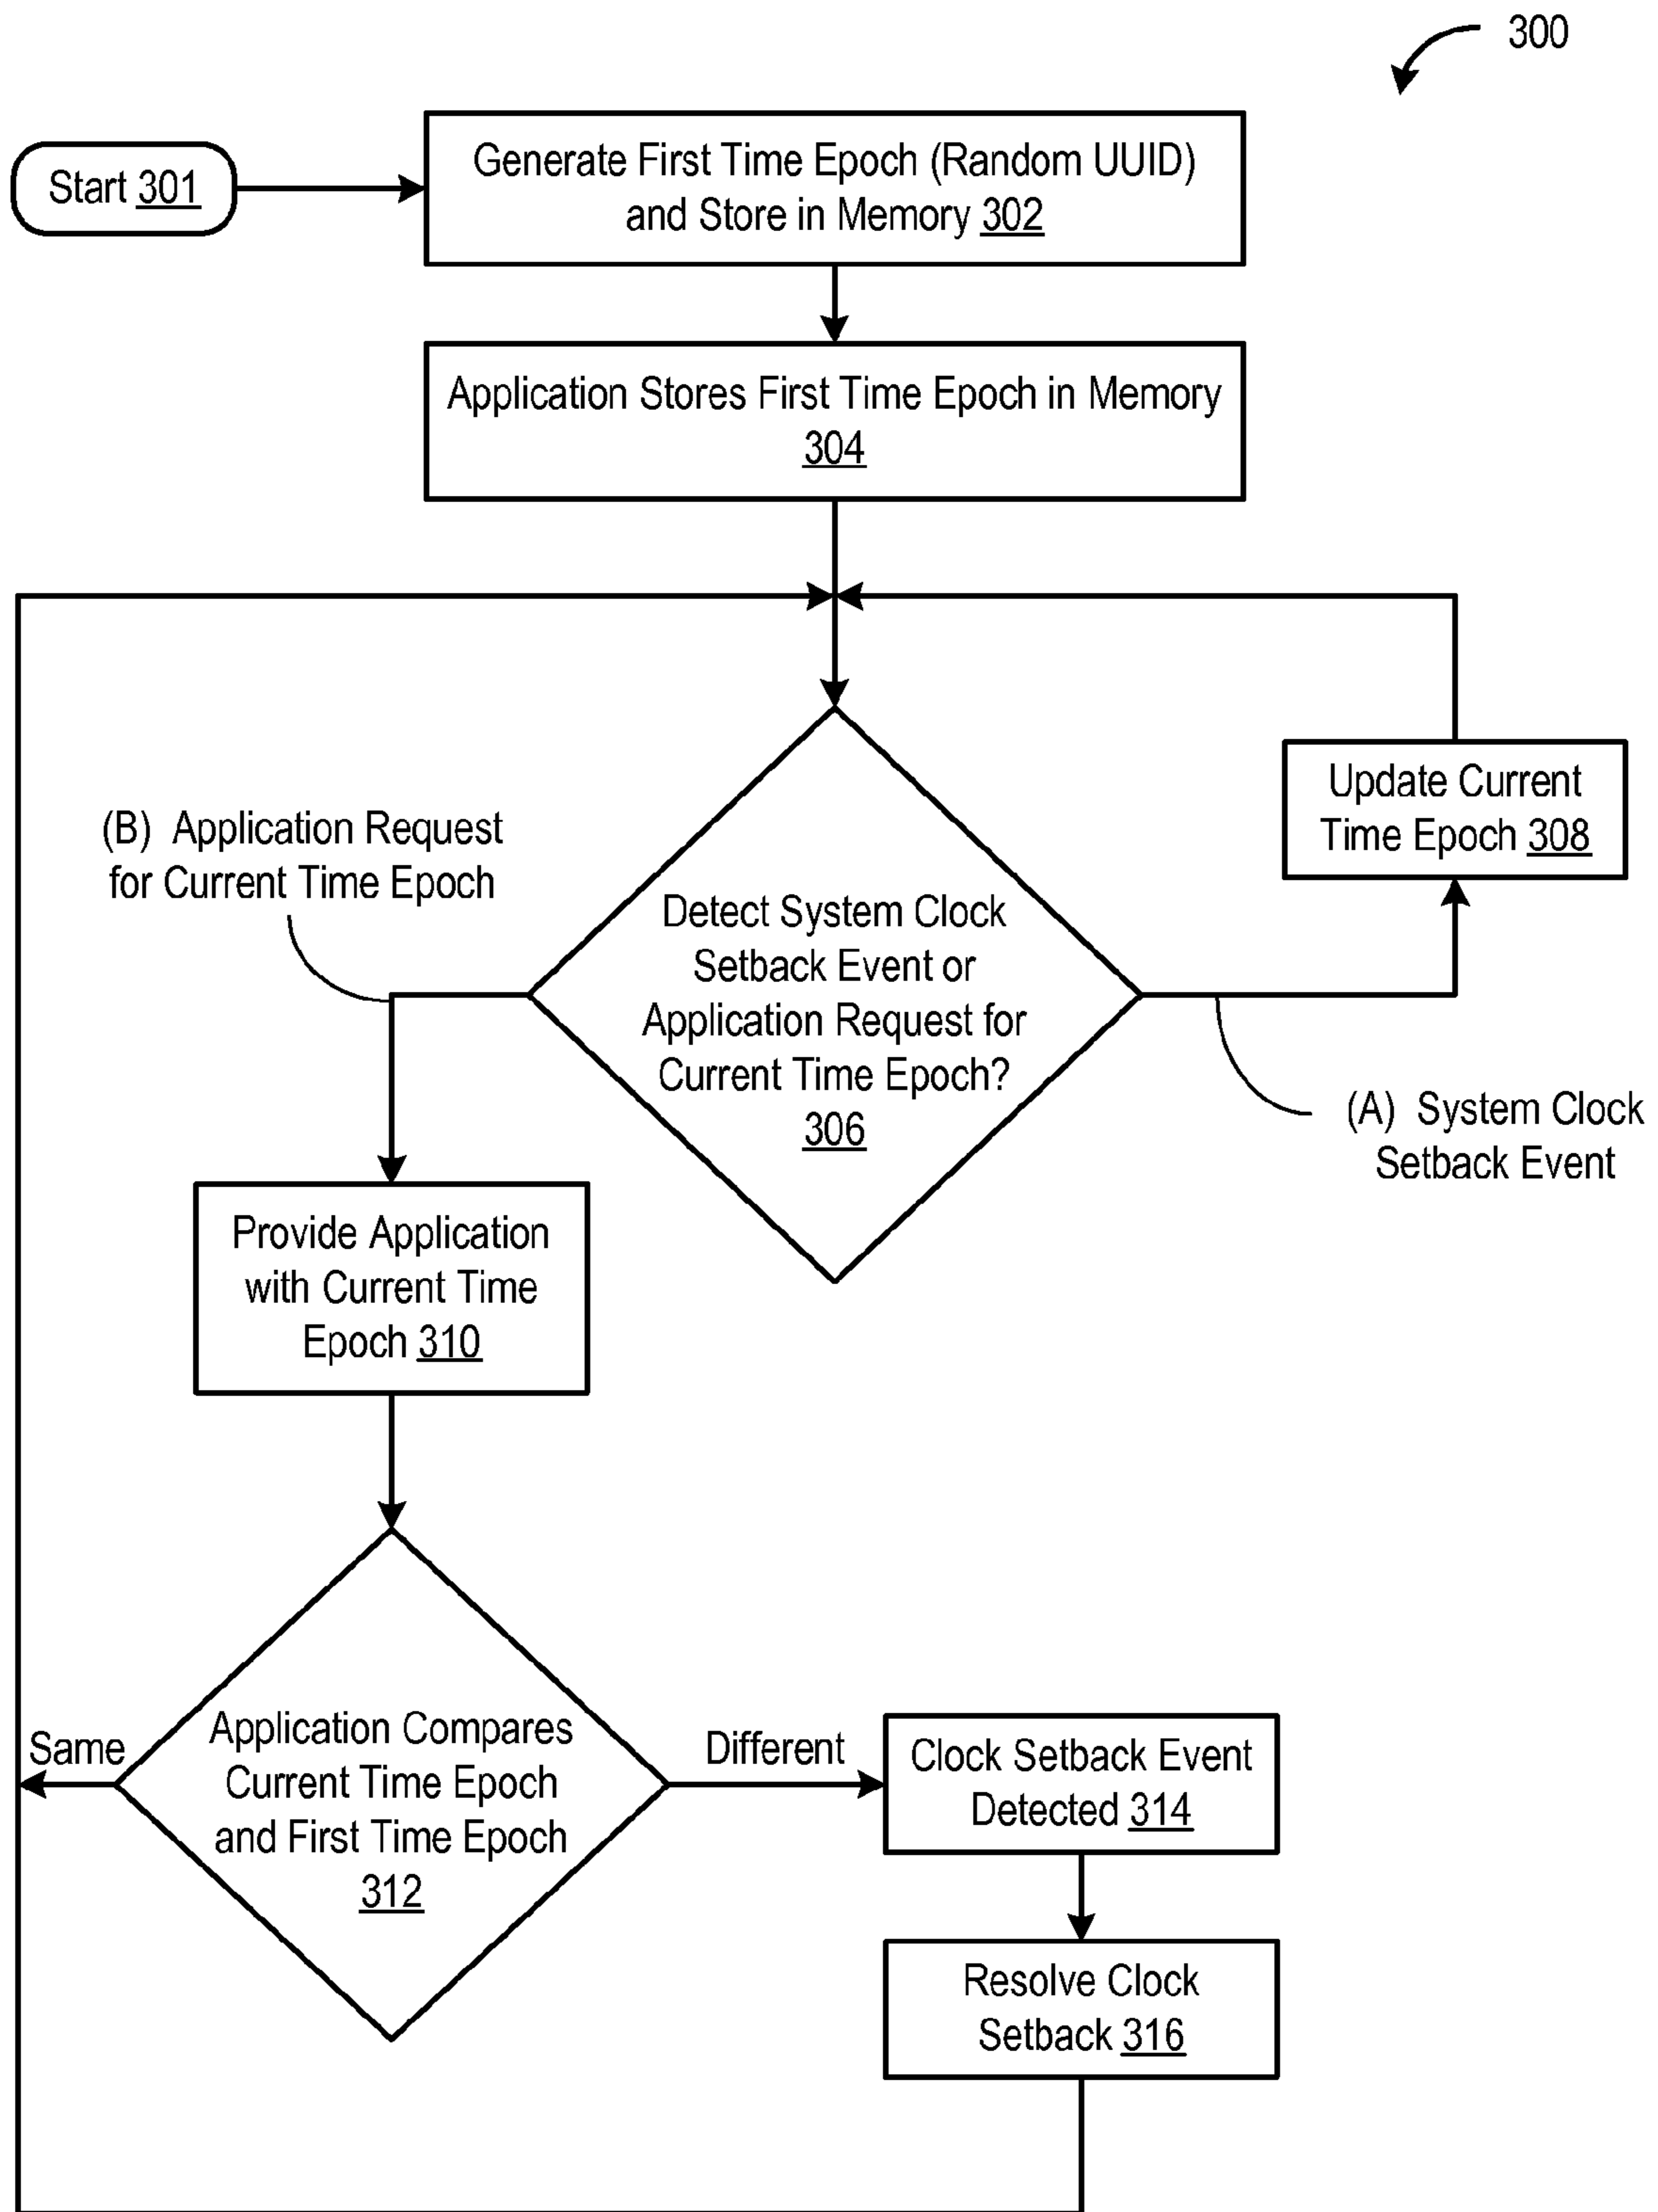 300
Start 301
Generate First Time Epoch (Random UUID)
and Store in Memory 302
Application Stores First Time Epoch in Memory
304
Update Current
Time Epoch 308
(B) Application Request
for Current Time Epoch
Detect System Clock
Setback Event or
Application Request for
Current Time Epoch?
306
(A) System Clock
Setback Event
Provide Application
with Current Time
Epoch 310
Same
Application Compares
Current Time Epoch
and First Time Epoch
312
Different
Clock Setback Event
Detected 314
Resolve Clock
Setback 316